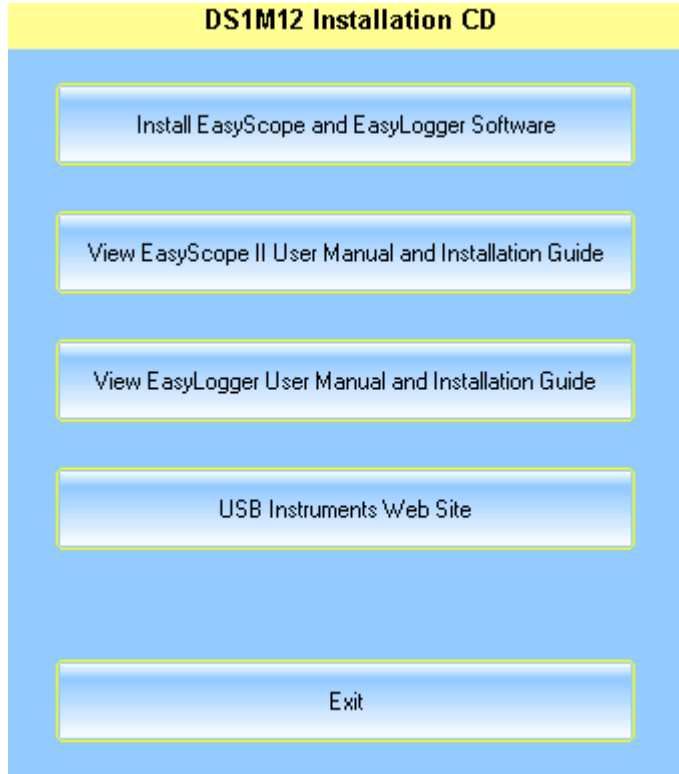 DS1M12 Installation CD
Install EasyScope and EasyLogger Software
View EasyScope II User Manual and Installation Guide
View EasyLogger User Manual and Installation Guide
USB Instruments Web Site
Exit